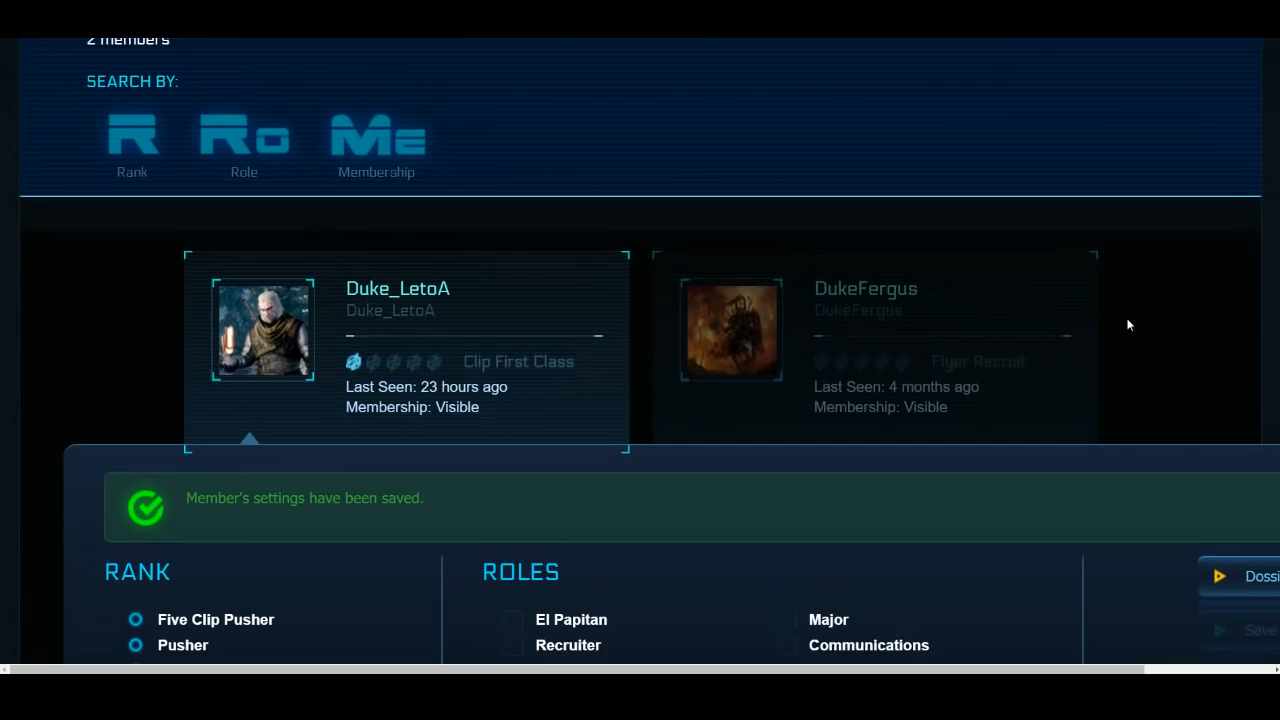 2 members
SEARCH BY:
R Ro Me
Rank Role Membership
Duke_LetoA
Duke_LetoA
Clip First Class
Last Seen: 23 hours ago
Membership: Visible
DukeFergus
DukeFergus
Flyer Recruit
Last Seen: 4 months ago
Membership: Visible
Member's settings have been saved.
RANK
Five Clip Pusher
Pusher
ROLES
El Papitan Major
Recruiter Communications
Dossi
Save